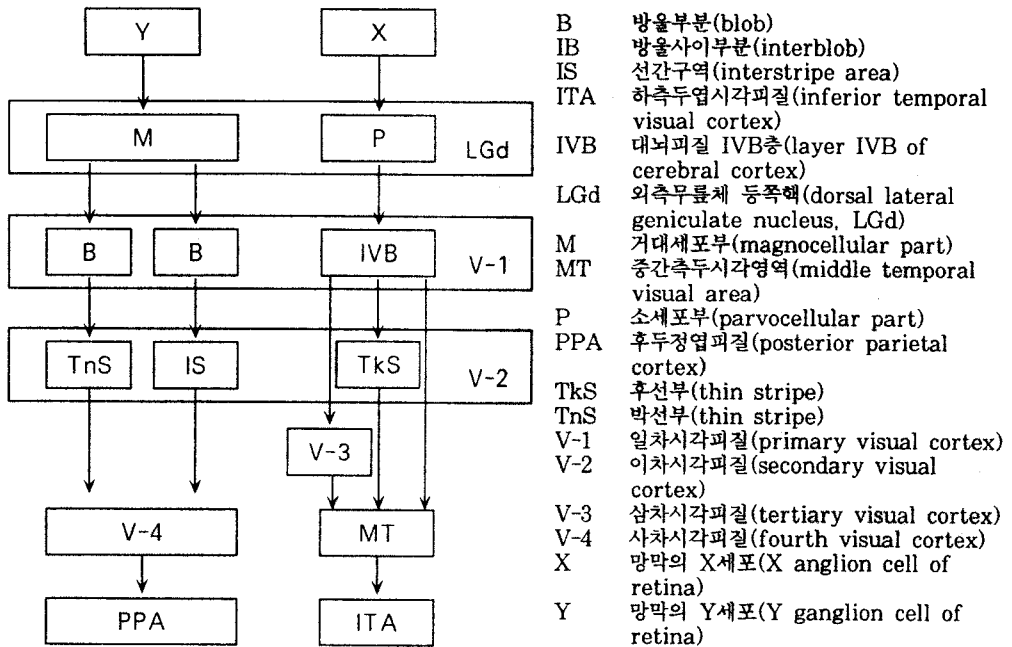 Y X
M P LGd
B B IVB V-1
TnS IS TkS V-2
V-3
V-4 MT
PPA ITA
B 방울부분(blob)
IB 방울사이부분(interblob)
IS 선간구역(interstripe area)
ITA 하측두엽시각피질(inferior temporal
visual cortex)
IVB 대뇌피질 IVB층(layer IVB of
cerebral cortex)
LGd 외측무릎체 등쪽핵(dorsal lateral
geniculate nucleus, LGd)
M 거대세포부(magnocellular part)
MT 중간측두시각영역(middle temporal
visual area)
P 소세포부(parvocellular part)
PPA 후두정엽피질(posterior parietal
cortex)
TkS 후선부(thin stripe)
TnS 박선부(thin stripe)
V-1 일차시각피질(primary visual cortex)
V-2 이차시각피질(secondary visual
cortex)
V-3 삼차시각피질(tertiary visual cortex)
V-4 사차시각피질(fourth visual cortex)
X 망막의 X세포(X anglion cell of
retina)
Y 망막의 Y세포(Y ganglion cell of
retina)